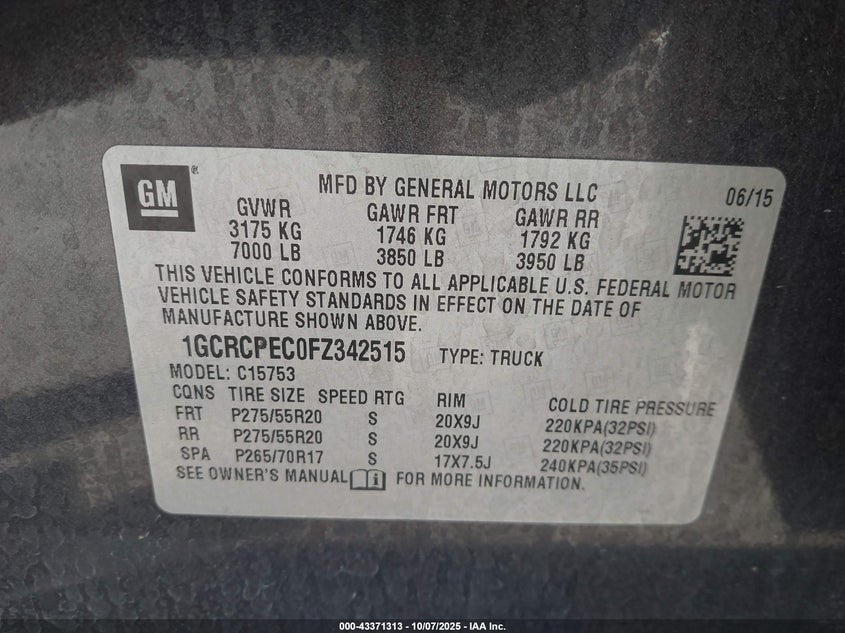 GM
MFD BY GENERAL MOTORS LLC
06/15
GVWR GAWR FRT GAWR RR
3175 KG 1746 KG 1792 KG
7000 LB 3850 LB 3950 LB
THIS VEHICLE CONFORMS TO ALL APPLICABLE U.S. FEDERAL MOTOR
VEHICLE SAFETY STANDARDS IN EFFECT ON THE DATE OF
MANUFACTURE SHOWN ABOVE.
1GCRCPEC0FZ342515 TYPE: TRUCK
MODEL: C15753
CQNS TIRE SIZE SPEED RTG RIM COLD TIRE PRESSURE
FRT P275/55R20 S 20X9J 220KPA(32PSI)
RR P275/55R20 S 20X9J 220KPA(32PSI)
SPA P265/70R17 S 17X7.5J 240KPA(35PSI)
SEE OWNER'S MANUAL FOR MORE INFORMATION.
000-43371313 - 10/07/2025 - IAA Inc.